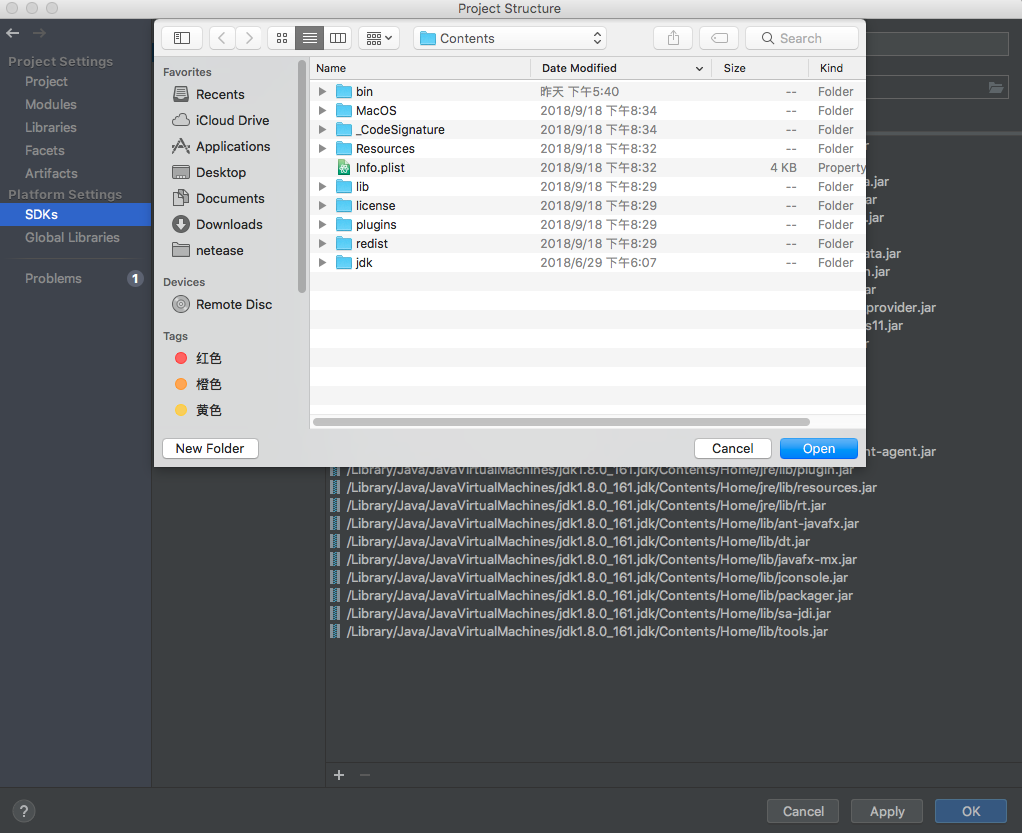 Project Structure
Project Settings
Project
Modules
Libraries
Facets
Artifacts
Platform Settings
SDKs
Global Libraries
Problems 1
Contents
Search
Favorites
Recents
iCloud Drive
Applications
Desktop
Documents
Downloads
netease
Devices
Remote Disc
Tags
红色
橙色
黄色
Name Date Modified Size Kind
bin 昨天 下午5:40 -- Folder
MacOS 2018/9/18 下午8:34 -- Folder
_CodeSignature 2018/9/18 下午8:34 -- Folder
Resources 2018/9/18 下午8:32 -- Folder
Info.plist 2018/9/18 下午8:32 4 KB Property
lib 2018/9/18 下午8:29 -- Folder
license 2018/9/18 下午8:29 -- Folder
plugins 2018/9/18 下午8:29 -- Folder
redist 2018/9/18 下午8:29 -- Folder
jdk 2018/6/29 下午6:07 -- Folder
New Folder Cancel Open
a.jar
ar
.jar
ata.jar
n.jar
ar
provider.jar
s11.jar
nt-agent.jar
/Library/Java/JavaVirtualMachines/jdk1.8.0_161.jdk/Contents/Home/jre/lib/plugin.jar
/Library/Java/JavaVirtualMachines/jdk1.8.0_161.jdk/Contents/Home/jre/lib/resources.jar
/Library/Java/JavaVirtualMachines/jdk1.8.0_161.jdk/Contents/Home/jre/lib/rt.jar
/Library/Java/JavaVirtualMachines/jdk1.8.0_161.jdk/Contents/Home/lib/ant-javafx.jar
/Library/Java/JavaVirtualMachines/jdk1.8.0_161.jdk/Contents/Home/lib/dt.jar
/Library/Java/JavaVirtualMachines/jdk1.8.0_161.jdk/Contents/Home/lib/javafx-mx.jar
/Library/Java/JavaVirtualMachines/jdk1.8.0_161.jdk/Contents/Home/lib/jconsole.jar
/Library/Java/JavaVirtualMachines/jdk1.8.0_161.jdk/Contents/Home/lib/packager.jar
/Library/Java/JavaVirtualMachines/jdk1.8.0_161.jdk/Contents/Home/lib/sa-jdi.jar
/Library/Java/JavaVirtualMachines/jdk1.8.0_161.jdk/Contents/Home/lib/tools.jar
? Cancel Apply OK